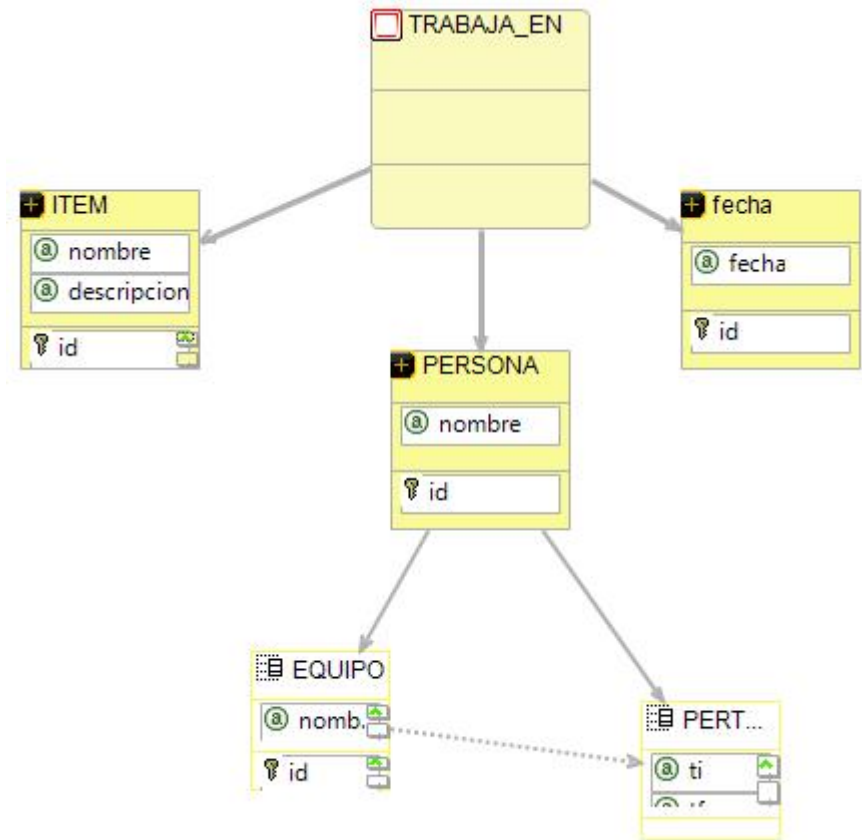 TRABAJA_EN
ITEM
nombre
descripcion
id
fecha
fecha
id
PERSONA
nombre
id
EQUIPO
nomb.
id
PERT...
ti